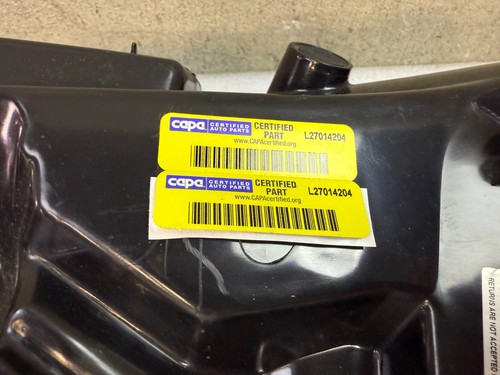 capa CERTIFIED AUTO PARTS CERTIFIED PART L27014204
www.CAPAcertified.org
capa CERTIFIED AUTO PARTS CERTIFIED PART L27014204
www.CAPAcertified.org
RETURNS ARE NOT ACCEPTED